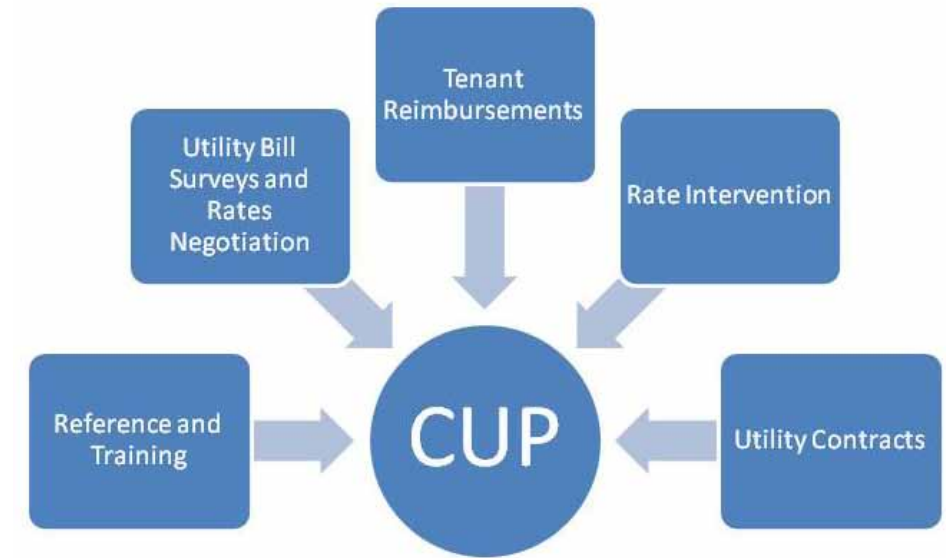 Tenant
Reimbursements
Utility Bill
Surveys and
Rates
Negotiation
Rate Intervention
Reference and
Training
CUP
Utility Contracts